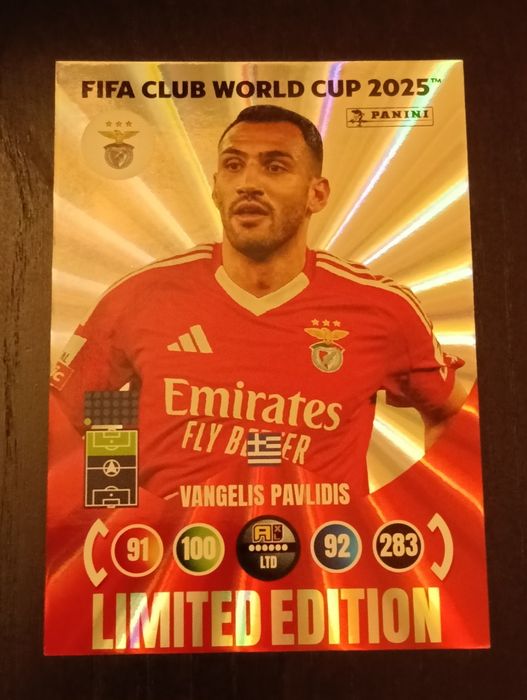 FIFA CLUB WORLD CUP 2025™
PANINI
Emirates
FLY BETTER
VANGELIS PAVLIDIS
91 100 LTD 92 283
LIMITED EDITION